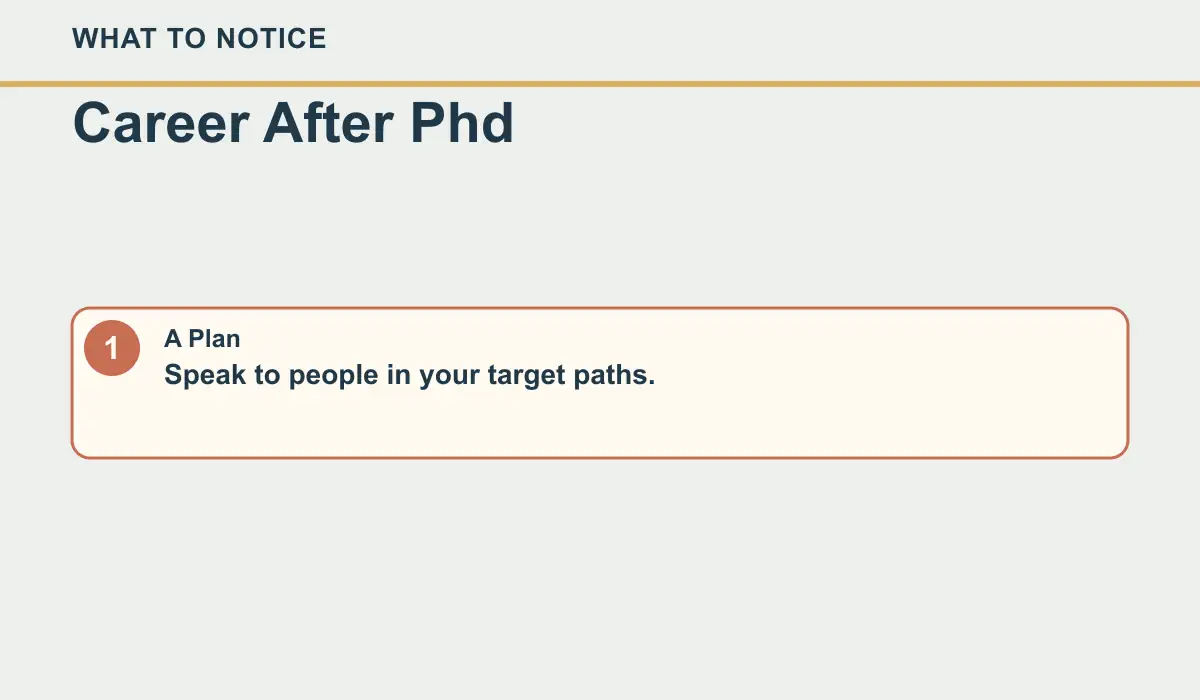 WHAT TO NOTICE
Career After Phd
1
A Plan
Speak to people in your target paths.